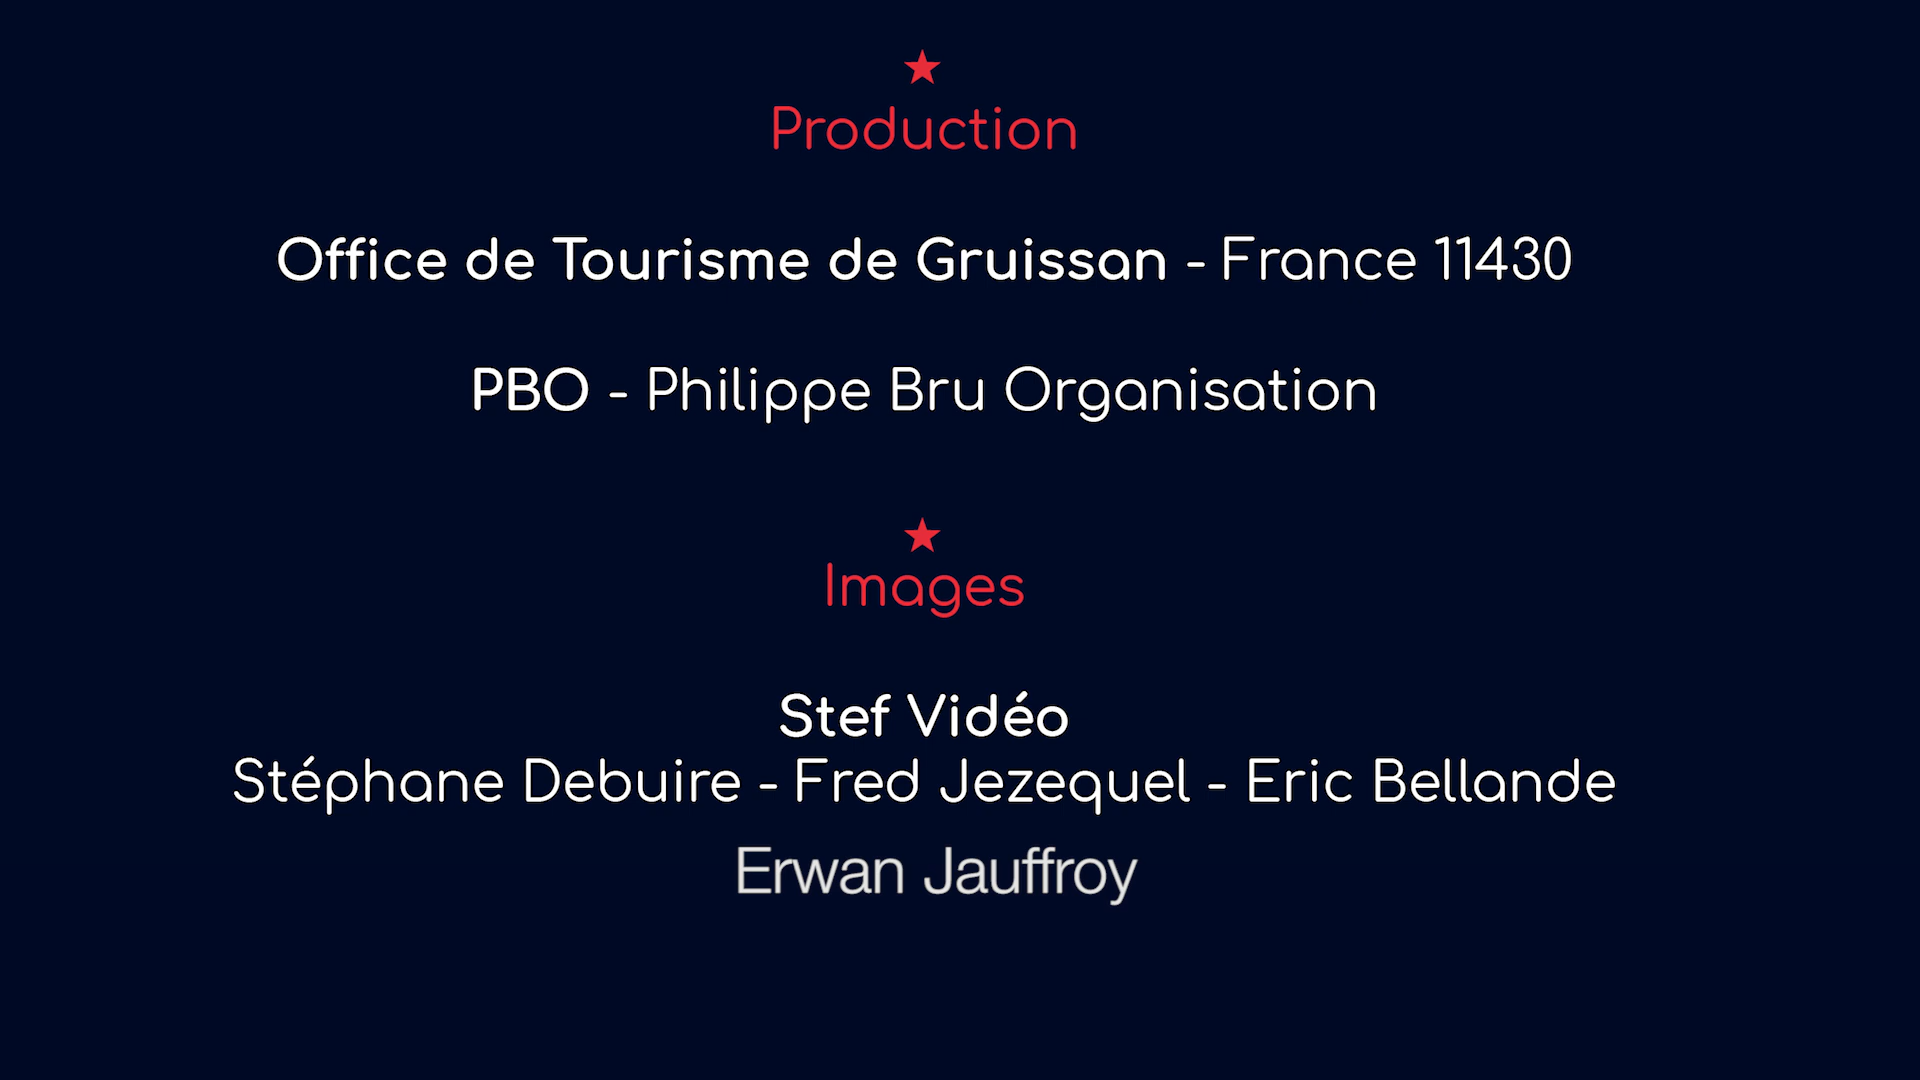 Production
Office de Tourisme de Gruissan - France 11430
PBO - Philippe Bru Organisation
Images
Stef Vidéo
Stéphane Debuire - Fred Jezequel - Eric Bellande
Erwan Jauffroy